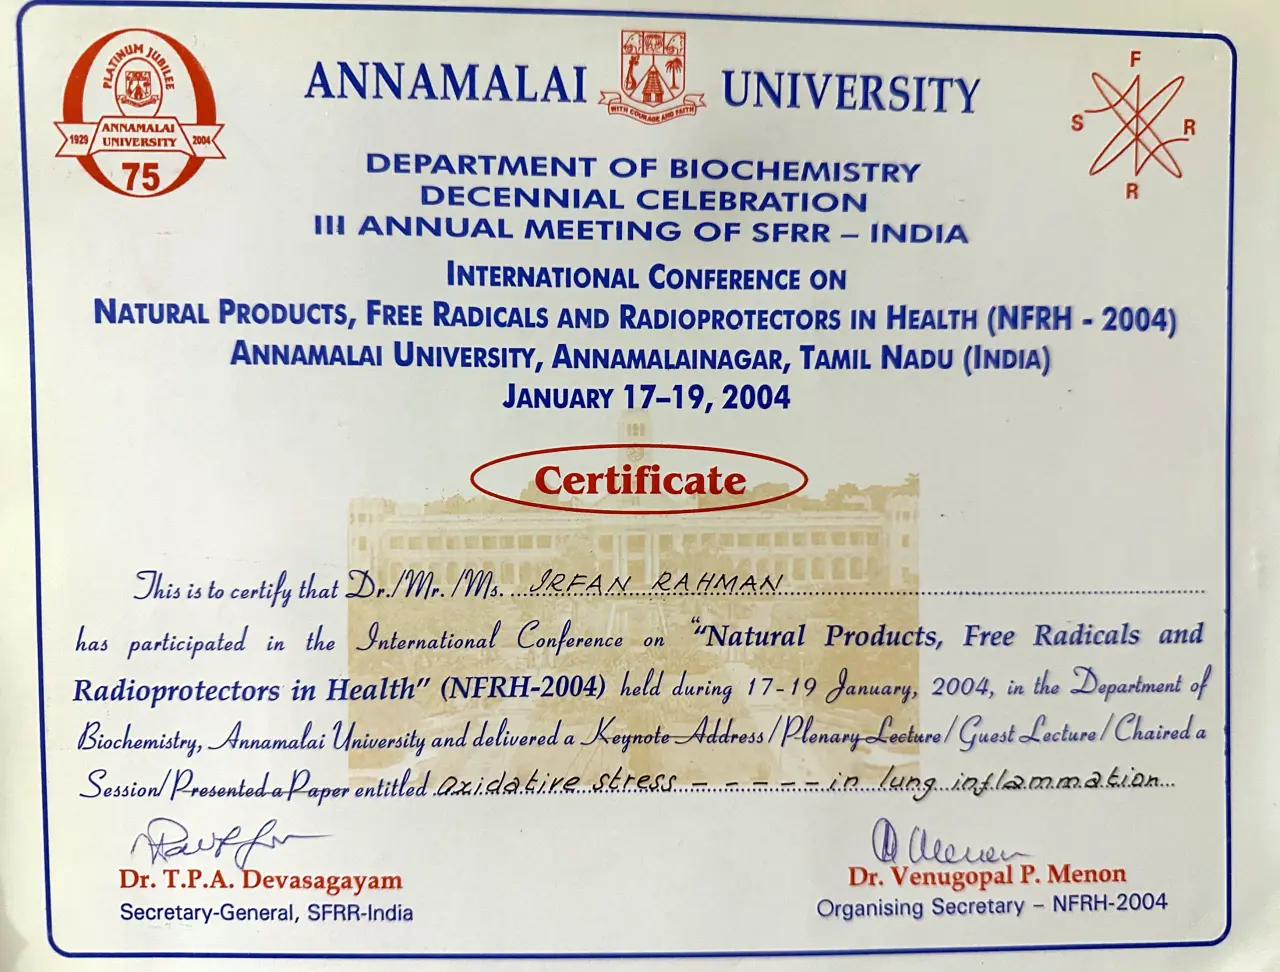 PLATINUM JUBILEE
1929 ANNAMALAI UNIVERSITY 2004
75
ANNAMALAI UNIVERSITY
WITH COURAGE AND FAITH
F
S R
R
DEPARTMENT OF BIOCHEMISTRY
DECENNIAL CELEBRATION
III ANNUAL MEETING OF SFRR – INDIA
INTERNATIONAL CONFERENCE ON
NATURAL PRODUCTS, FREE RADICALS AND RADIOPROTECTORS IN HEALTH (NFRH - 2004)
ANNAMALAI UNIVERSITY, ANNAMALAINAGAR, TAMIL NADU (INDIA)
JANUARY 17–19, 2004
Certificate
This is to certify that Dr./Mr./Ms. IRFAN RAHMAN
has participated in the International Conference on "“Natural Products, Free Radicals and
Radioprotectors in Health” (NFRH-2004) held during 17-19 January, 2004, in the Department of
Biochemistry, Annamalai University and delivered a Keynote Address/Plenary Lecture/Guest Lecture/Chaired a
Session/Presented a Paper entitled Oxidative stress - - - - - in lung inflammation
Dr. T.P.A. Devasagayam
Secretary-General, SFRR-India
Menon
Dr. Venugopal P. Menon
Organising Secretary – NFRH-2004